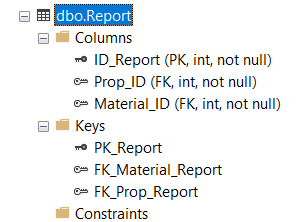 dbo.Report
Columns
ID_Report (PK, int, not null)
Prop_ID (FK, int, not null)
Material_ID (FK, int, not null)
Keys
PK_Report
FK_Material_Report
FK_Prop_Report
Constraints